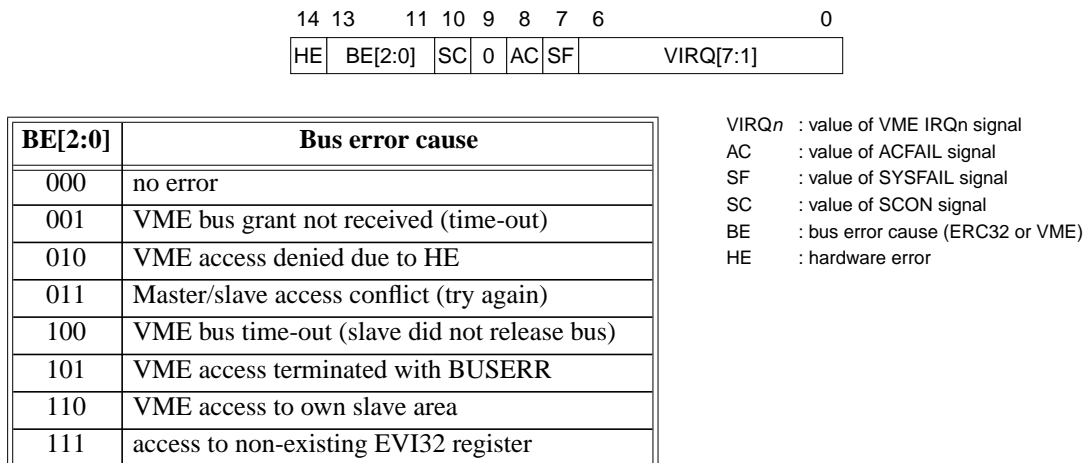 14 13 11 10 9 8 7 6 0
HE BE[2:0] SC 0 AC SF VIRQ[7:1]
BE[2:0] Bus error cause
000 no error
001 VME bus grant not received (time-out)
010 VME access denied due to HE
011 Master/slave access conflict (try again)
100 VME bus time-out (slave did not release bus)
101 VME access terminated with BUSERR
110 VME access to own slave area
111 access to non-existing EVI32 register
VIRQn : value of VME IRQn signal
AC : value of ACFAIL signal
SF : value of SYSFAIL signal
SC : value of SCON signal
BE : bus error cause (ERC32 or VME)
HE : hardware error